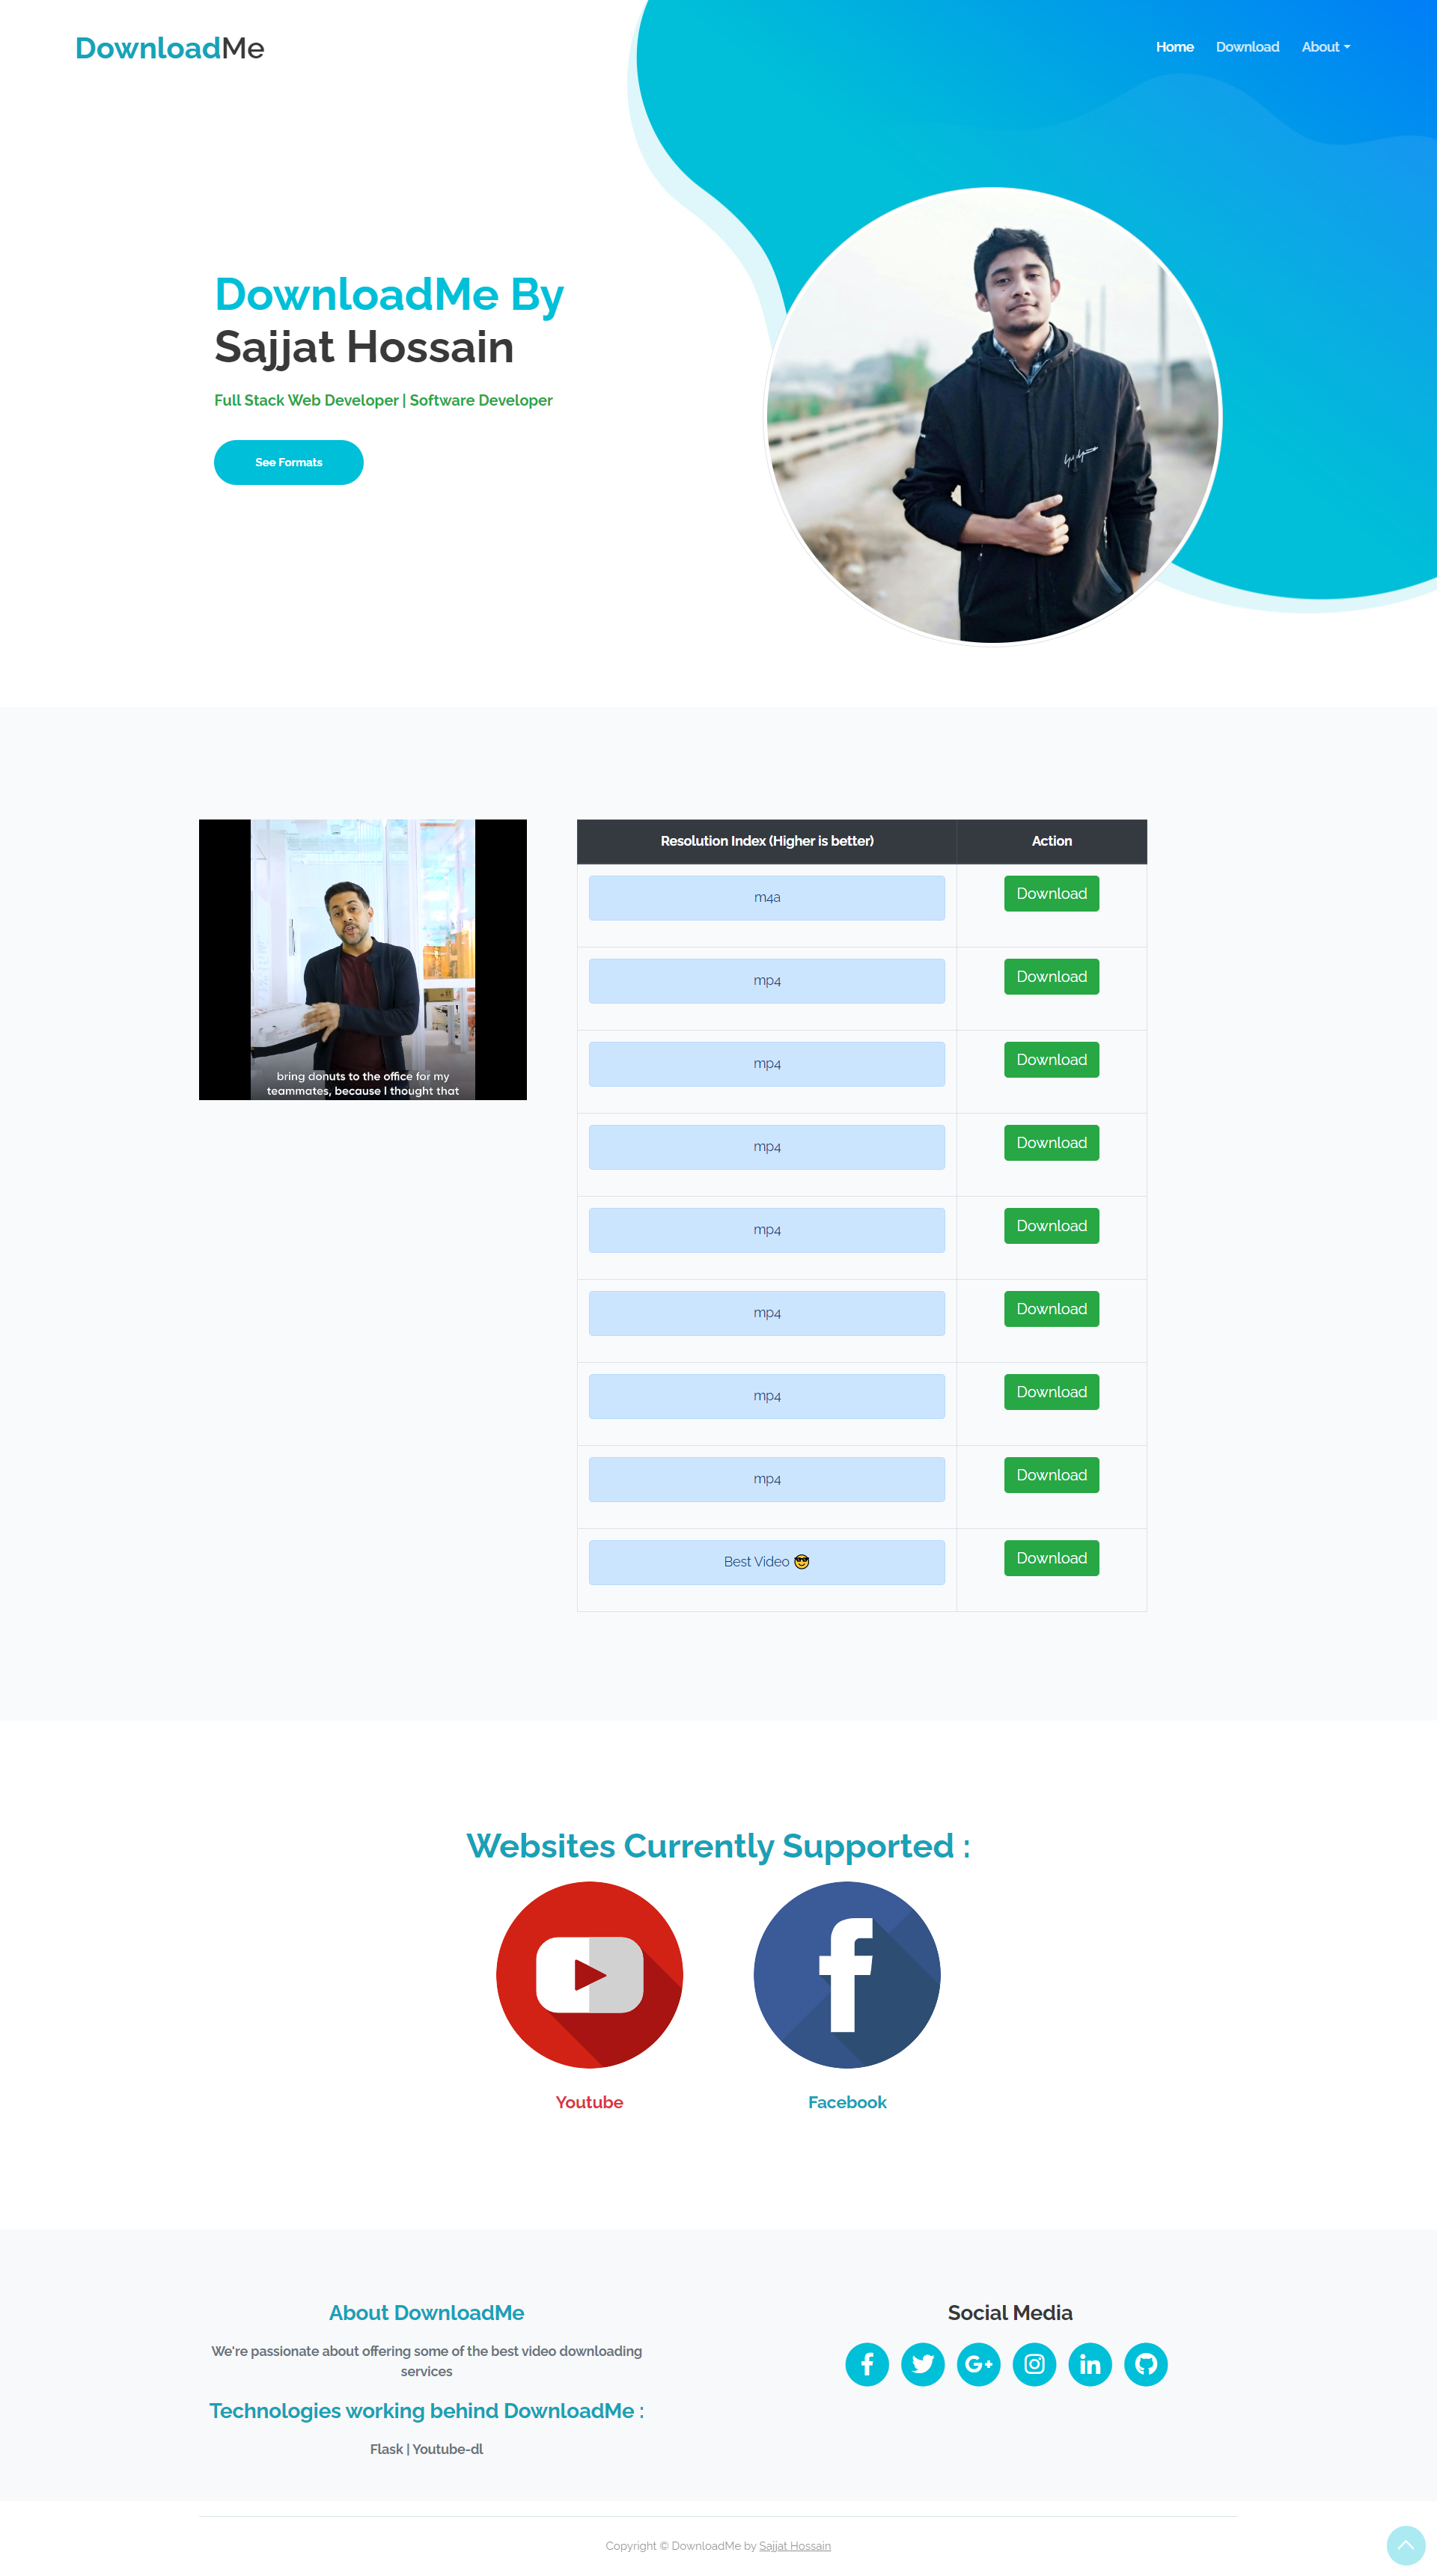 DownloadMe
Home Download About
DownloadMe By
Sajjat Hossain
Full Stack Web Developer | Software Developer
See Formats
Resolution Index (Higher is better) Action
m4a Download
bring donuts to the office for my
teammates, because I thought that
mp4 Download
mp4 Download
mp4 Download
mp4 Download
mp4 Download
mp4 Download
mp4 Download
Best Video 😎 Download
Websites Currently Supported :
Youtube Facebook
About DownloadMe
We're passionate about offering some of the best video downloading
services
Technologies working behind DownloadMe :
Flask | Youtube-dl
Social Media
Copyright © DownloadMe by Sajjat Hossain